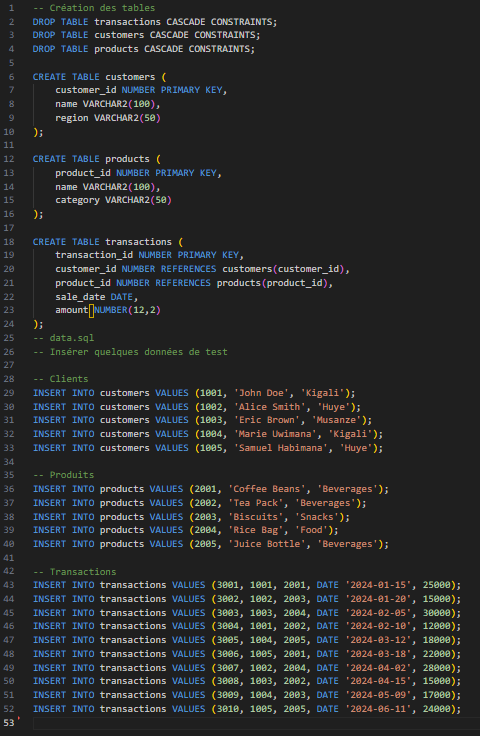 1 -- Création des tables
2 DROP TABLE transactions CASCADE CONSTRAINTS;
3 DROP TABLE customers CASCADE CONSTRAINTS;
4 DROP TABLE products CASCADE CONSTRAINTS;
5
6 CREATE TABLE customers (
7 customer_id NUMBER PRIMARY KEY,
8 name VARCHAR2(100),
9 region VARCHAR2(50)
10 );
11
12 CREATE TABLE products (
13 product_id NUMBER PRIMARY KEY,
14 name VARCHAR2(100),
15 category VARCHAR2(50)
16 );
17
18 CREATE TABLE transactions (
19 transaction_id NUMBER PRIMARY KEY,
20 customer_id NUMBER REFERENCES customers(customer_id),
21 product_id NUMBER REFERENCES products(product_id),
22 sale_date DATE,
23 amount NUMBER(12,2)
24 );
25 -- data.sql
26 -- Insérer quelques données de test
27
28 -- Clients
29 INSERT INTO customers VALUES (1001, 'John Doe', 'Kigali');
30 INSERT INTO customers VALUES (1002, 'Alice Smith', 'Huye');
31 INSERT INTO customers VALUES (1003, 'Eric Brown', 'Musanze');
32 INSERT INTO customers VALUES (1004, 'Marie Uwimana', 'Kigali');
33 INSERT INTO customers VALUES (1005, 'Samuel Habimana', 'Huye');
34
35 -- Produits
36 INSERT INTO products VALUES (2001, 'Coffee Beans', 'Beverages');
37 INSERT INTO products VALUES (2002, 'Tea Pack', 'Beverages');
38 INSERT INTO products VALUES (2003, 'Biscuits', 'Snacks');
39 INSERT INTO products VALUES (2004, 'Rice Bag', 'Food');
40 INSERT INTO products VALUES (2005, 'Juice Bottle', 'Beverages');
41
42 -- Transactions
43 INSERT INTO transactions VALUES (3001, 1001, 2001, DATE '2024-01-15', 25000);
44 INSERT INTO transactions VALUES (3002, 1002, 2003, DATE '2024-01-20', 15000);
45 INSERT INTO transactions VALUES (3003, 1003, 2004, DATE '2024-02-05', 30000);
46 INSERT INTO transactions VALUES (3004, 1001, 2002, DATE '2024-02-10', 12000);
47 INSERT INTO transactions VALUES (3005, 1004, 2005, DATE '2024-03-12', 18000);
48 INSERT INTO transactions VALUES (3006, 1005, 2001, DATE '2024-03-18', 22000);
49 INSERT INTO transactions VALUES (3007, 1002, 2004, DATE '2024-04-02', 28000);
50 INSERT INTO transactions VALUES (3008, 1003, 2002, DATE '2024-04-15', 15000);
51 INSERT INTO transactions VALUES (3009, 1004, 2003, DATE '2024-05-09', 17000);
52 INSERT INTO transactions VALUES (3010, 1005, 2005, DATE '2024-06-11', 24000);
53